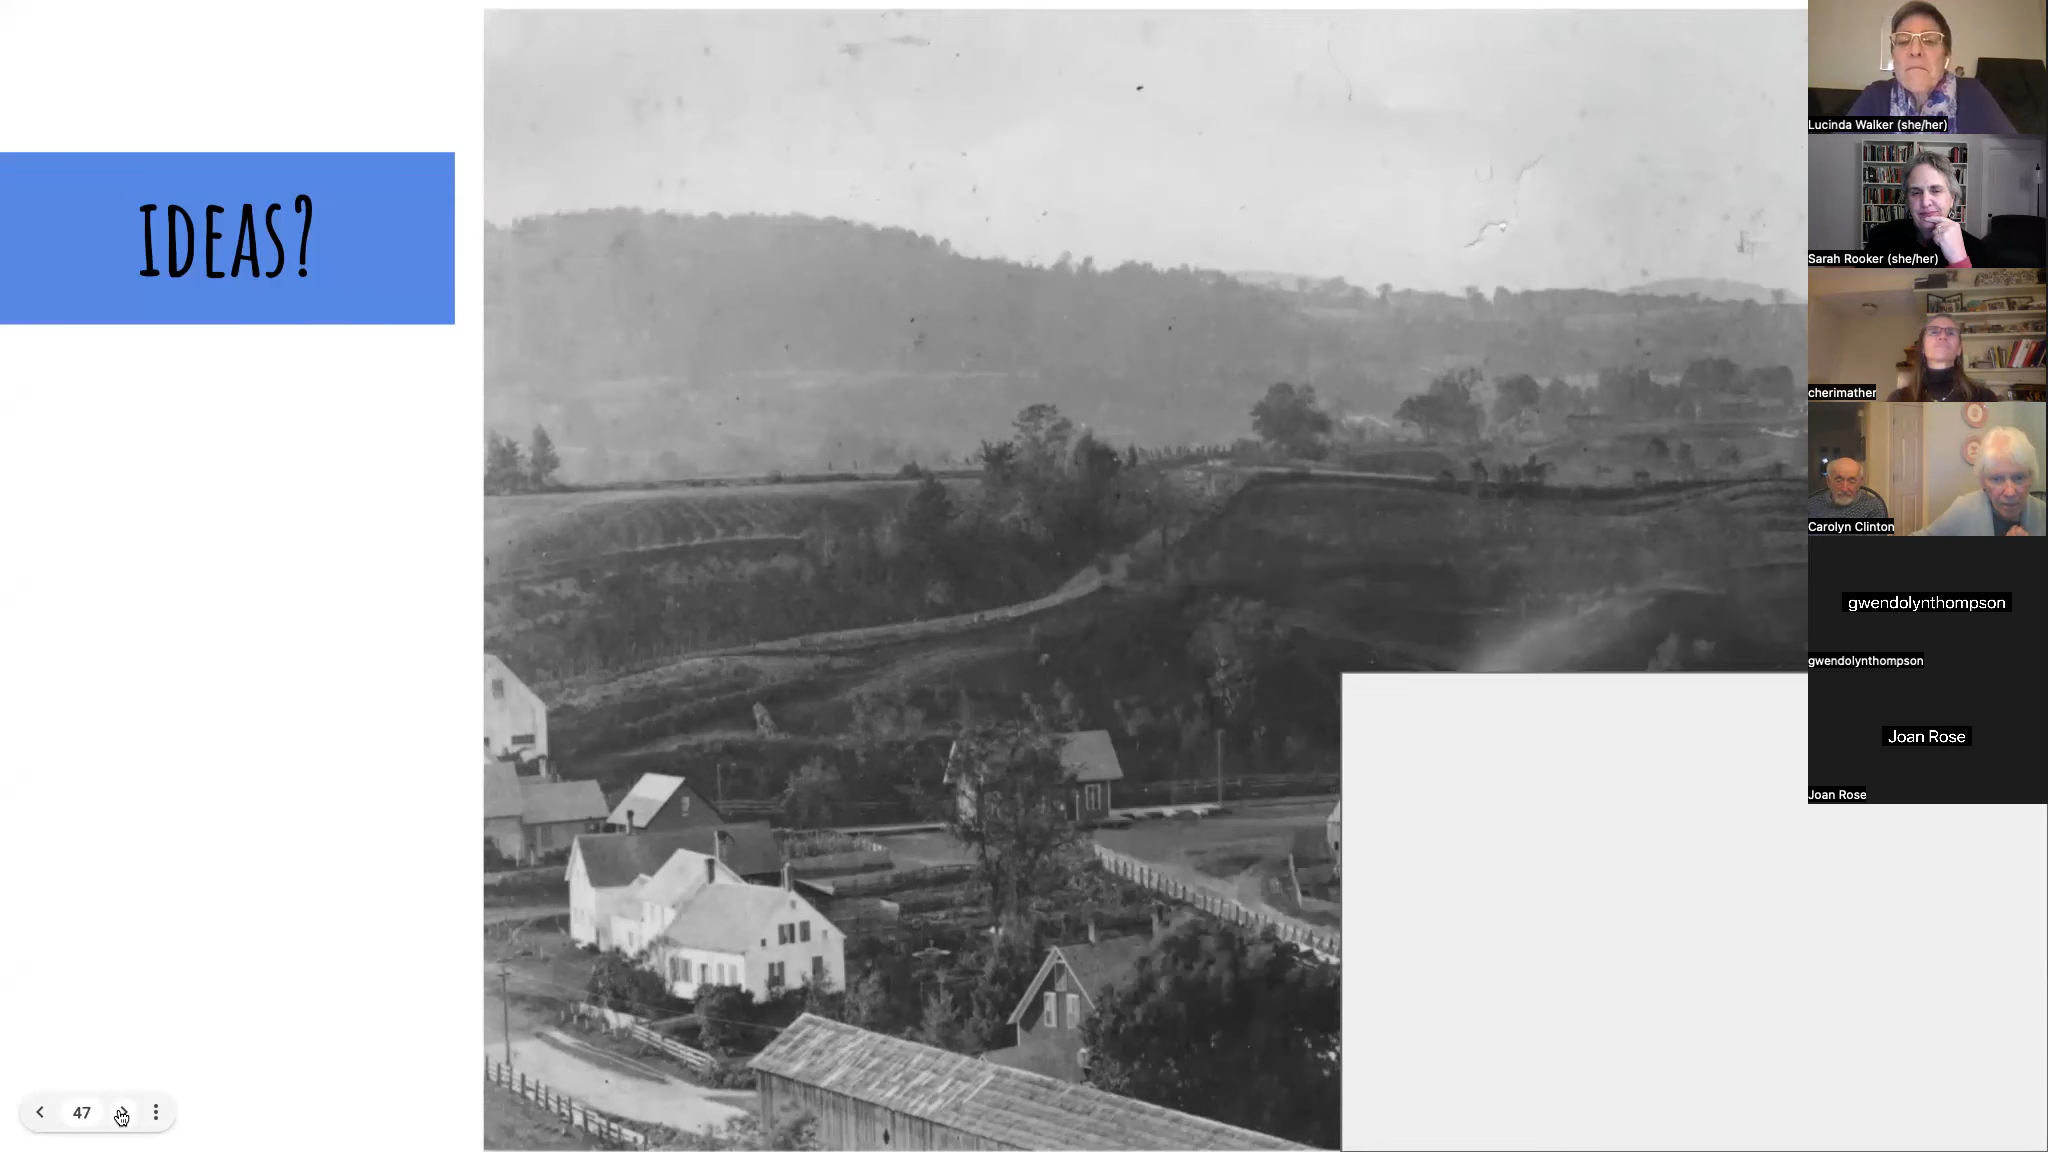 IDEAS?
Lucinda Walker (she/her)
Sarah Rooker (she/her)
cherimather
Carolyn Clinton
gwendolynthompson
gwendolynthompson
Joan Rose
Joan Rose
47